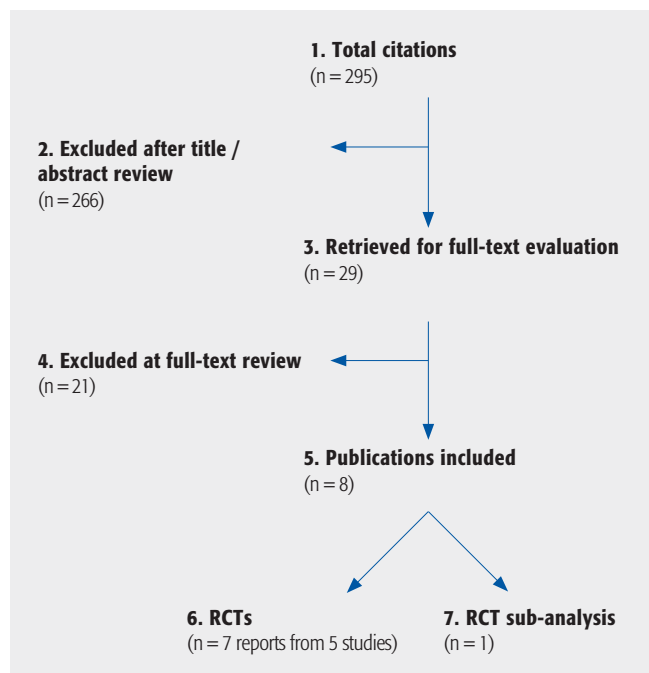 1. Total citations
(n = 295)
2. Excluded after title /
abstract review
(n = 266)
3. Retrieved for full-text evaluation
(n = 29)
4. Excluded at full-text review
(n = 21)
5. Publications included
(n = 8)
6. RCTs
(n = 7 reports from 5 studies)
7. RCT sub-analysis
(n = 1)